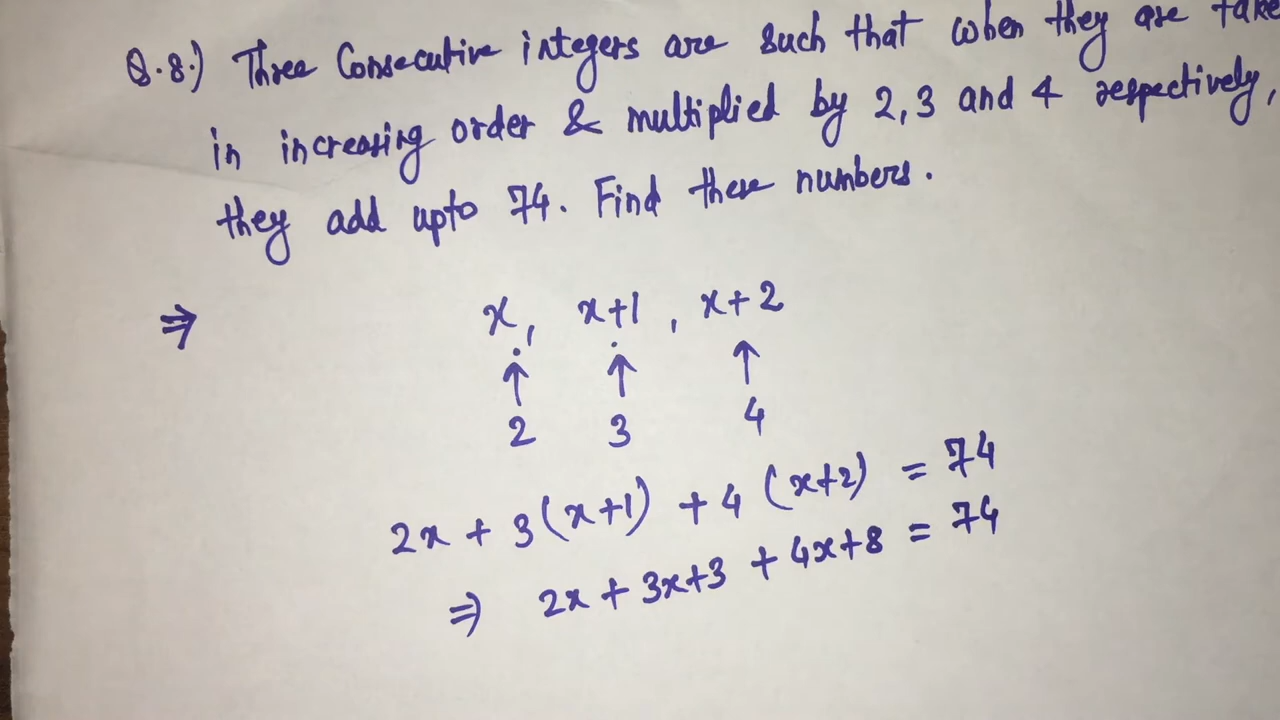 Q.8.) Three Consecutive integers are such that when they are take
in increasing order & multiplied by 2, 3 and 4 respectively,
they add upto 74. Find these numbers.
⇒ x, x+1, x+2
↑ ↑ ↑
2 3 4
2x + 3(x+1) + 4(x+2) = 74
⇒ 2x + 3x+3 + 4x+8 = 74